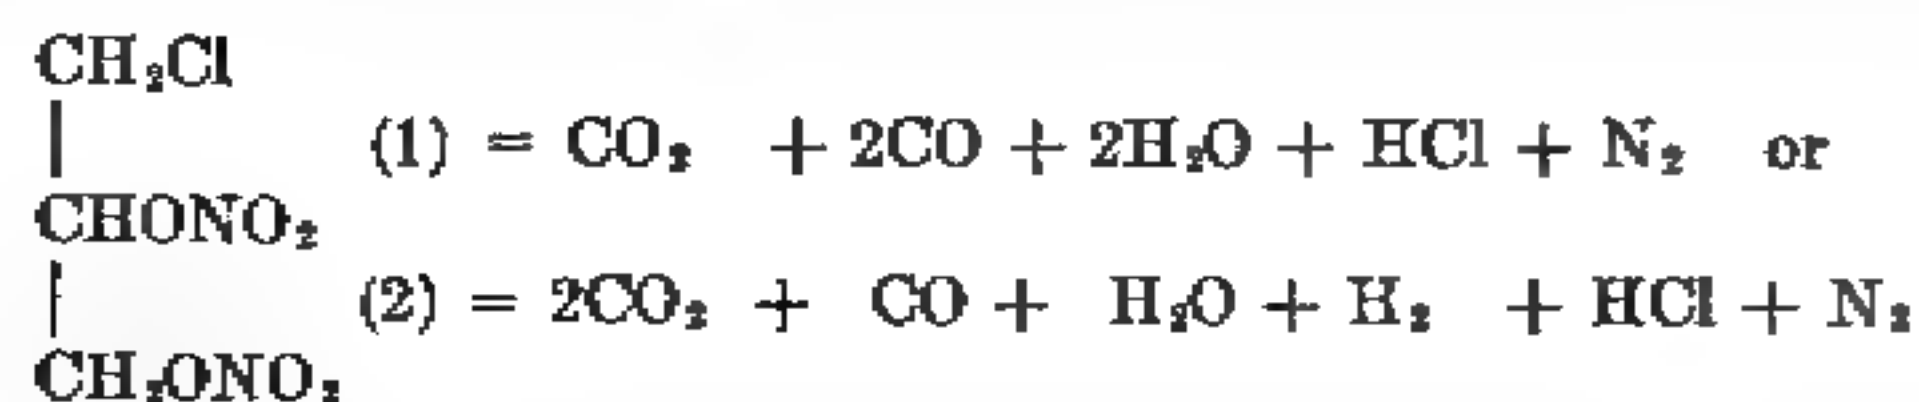 CH₂Cl
(1) = CO₂ + 2CO + 2H₂O + HCl + N₂ or
CHONO₂
(2) = 2CO₂ + CO + H₂O + H₂ + HCl + N₂
CH₂ONO₂